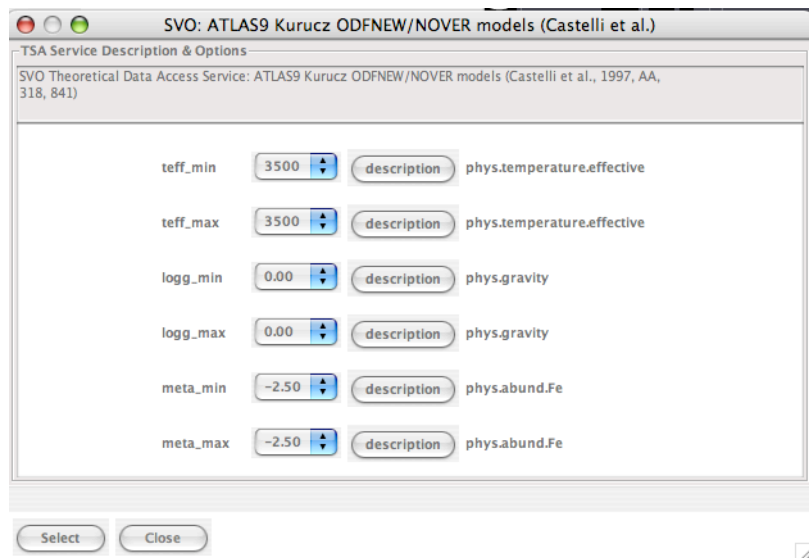 SVO: ATLAS9 Kurucz ODFNEW/NOVER models (Castelli et al.)
TSA Service Description & Options
SVO Theoretical Data Access Service: ATLAS9 Kurucz ODFNEW/NOVER models (Castelli et al., 1997, AA,
318, 841)
teff_min 3500 description phys.temperature.effective
teff_max 3500 description phys.temperature.effective
logg_min 0.00 description phys.gravity
logg_max 0.00 description phys.gravity
meta_min -2.50 description phys.abund.Fe
meta_max -2.50 description phys.abund.Fe
Select Close